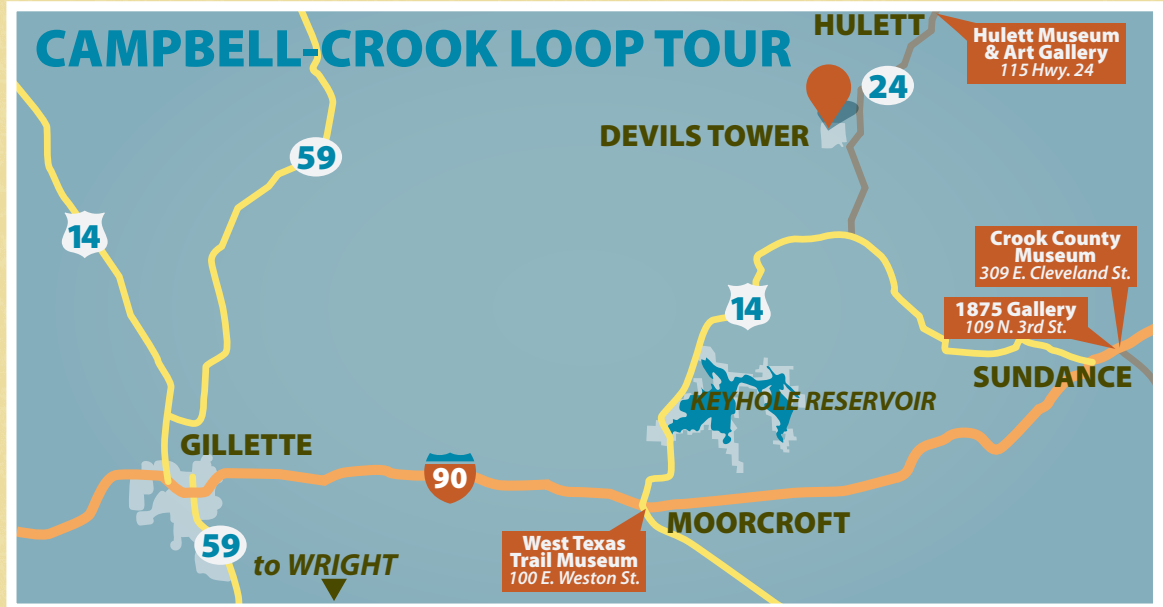 CAMPBELL-CROOK LOOP TOUR
HULETT
Hulett Museum
& Art Gallery
115 Hwy. 24
24
DEVILS TOWER
59
14
Crook County
Museum
309 E. Cleveland St.
14
1875 Gallery
109 N. 3rd St.
SUNDANCE
KEYHOLE RESERVOIR
GILLETTE
90
MOORCROFT
West Texas
Trail Museum
100 E. Weston St.
59
to WRIGHT